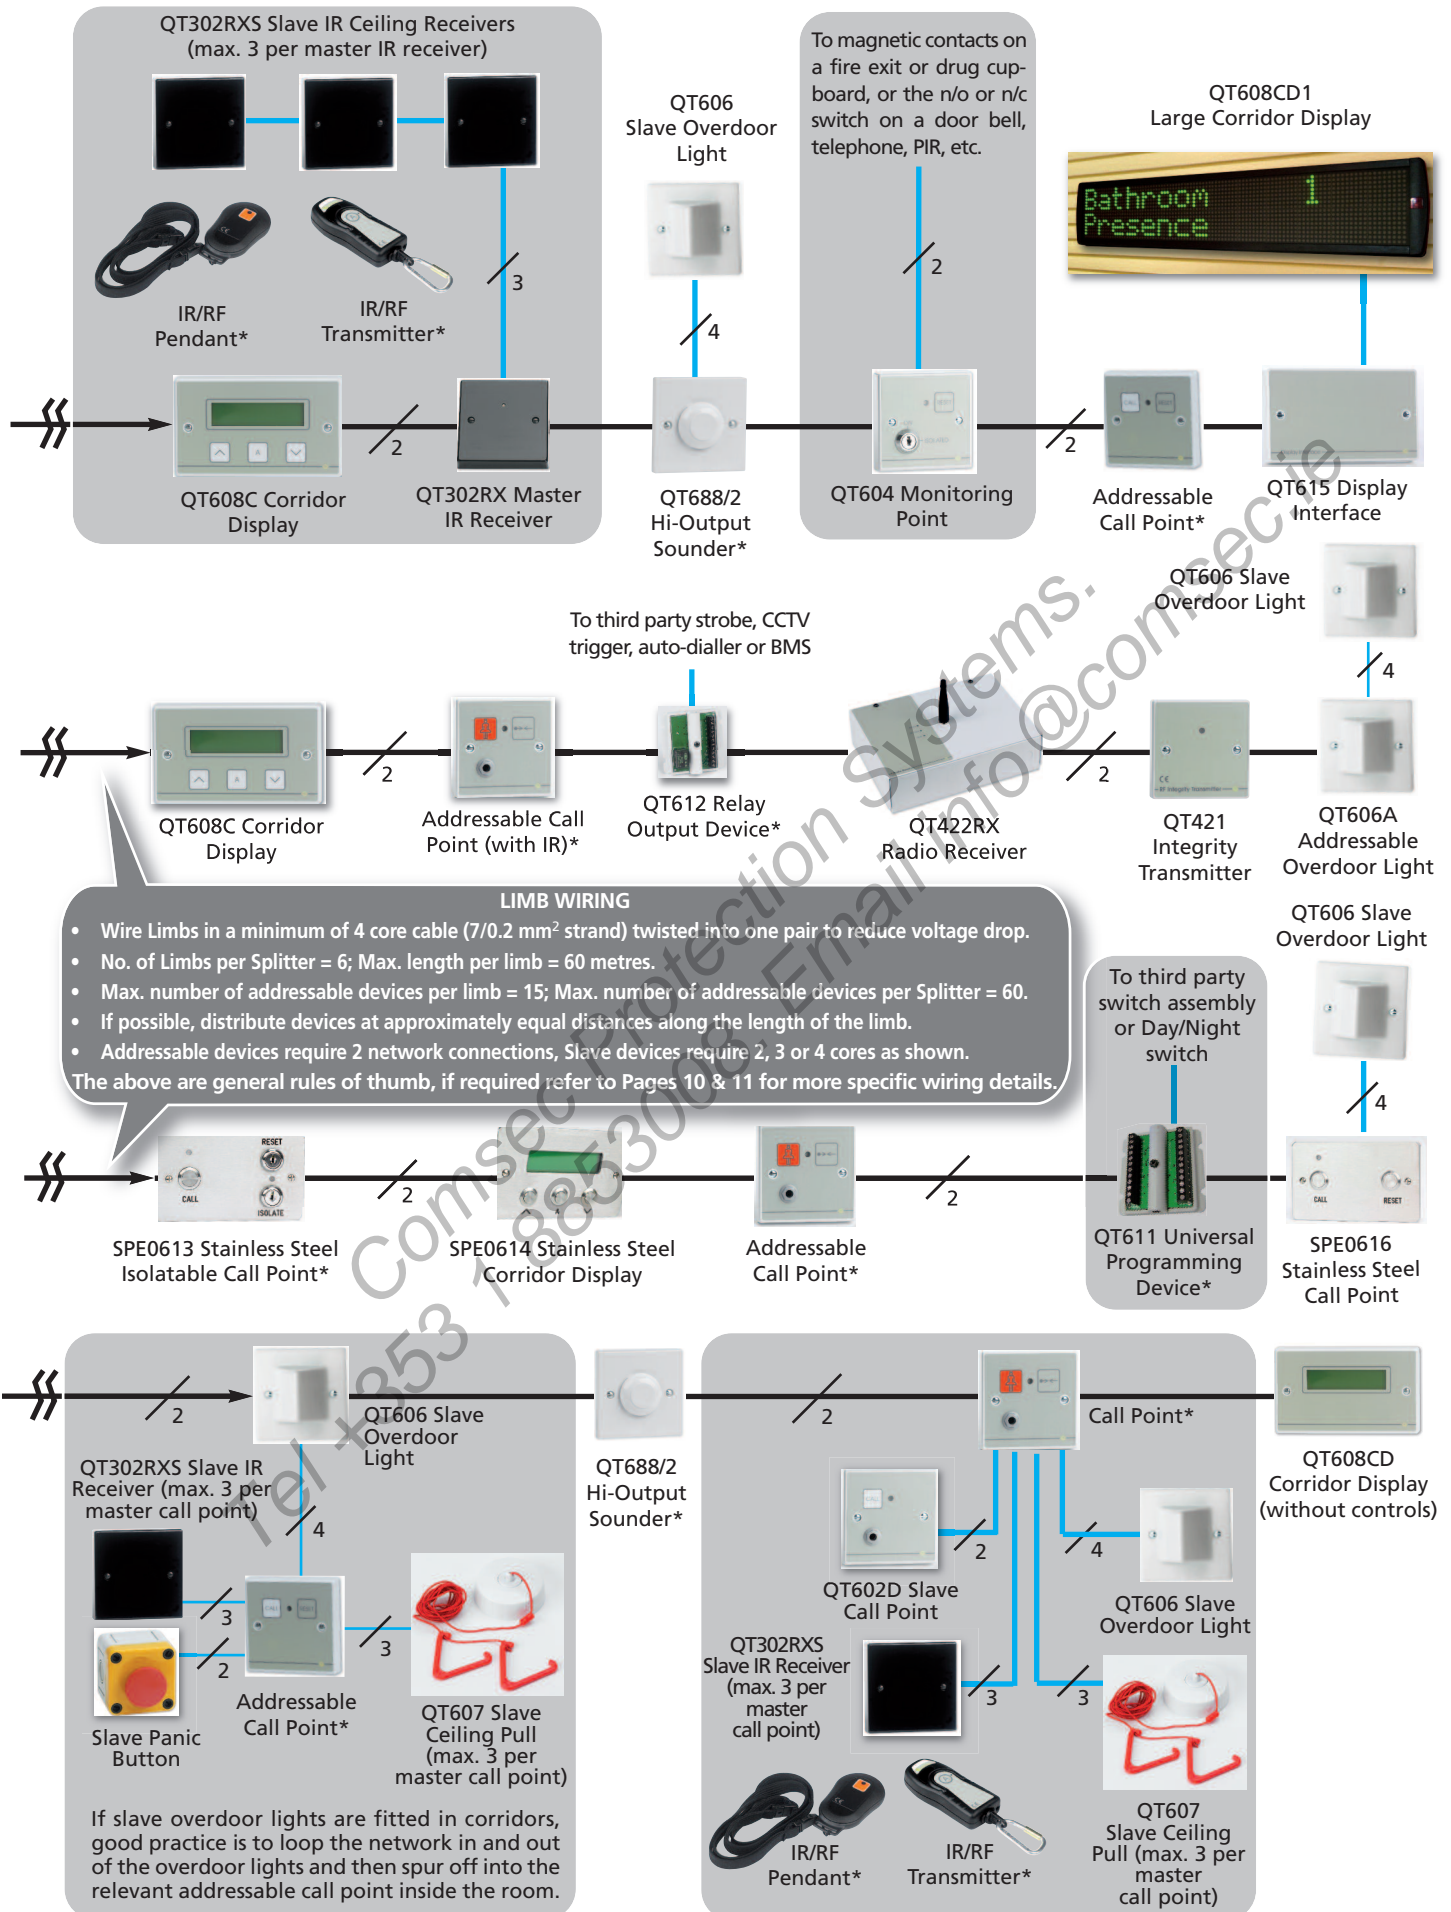 QT302RXS Slave IR Ceiling Receivers
(max. 3 per master IR receiver)
IR/RF
Pendant*
IR/RF
Transmitter*
3
QT608C Corridor
Display
2
QT302RX Master
IR Receiver
QT606
Slave Overdoor
Light
4
QT688/2
Hi-Output
Sounder*
To magnetic contacts on
a fire exit or drug cup-
board, or the n/o or n/c
switch on a door bell,
telephone, PIR, etc.
2
QT604 Monitoring
Point
2
CALL
RESET
Addressable
Call Point*
QT608CD1
Large Corridor Display
Bathroom 1
Presence
QT615 Display
Interface
QT608C Corridor
Display
2
Addressable Call
Point (with IR)*
To third party strobe, CCTV
trigger, auto-dialler or BMS
QT612 Relay
Output Device*
QT422RX
Radio Receiver
2
CE
RF Integrity Transmitter
QT421
Integrity
Transmitter
QT606 Slave
Overdoor Light
4
QT606A
Addressable
Overdoor Light
LIMB WIRING
• Wire Limbs in a minimum of 4 core cable (7/0.2 mm² strand) twisted into one pair to reduce voltage drop.
• No. of Limbs per Splitter = 6; Max. length per limb = 60 metres.
• Max. number of addressable devices per limb = 15; Max. number of addressable devices per Splitter = 60.
• If possible, distribute devices at approximately equal distances along the length of the limb.
• Addressable devices require 2 network connections, Slave devices require 2, 3 or 4 cores as shown.
The above are general rules of thumb, if required refer to Pages 10 & 11 for more specific wiring details.
CALL
RESET
ISOLATE
SPE0613 Stainless Steel
Isolatable Call Point*
2
A
SPE0614 Stainless Steel
Corridor Display
Addressable
Call Point*
2
To third party
switch assembly
or Day/Night
switch
QT611 Universal
Programming
Device*
QT606 Slave
Overdoor Light
4
CALL
RESET
SPE0616
Stainless Steel
Call Point
2
QT606 Slave
Overdoor
Light
QT302RXS Slave IR
Receiver (max. 3 per
master call point)
4
3
2
3
Slave Panic
Button
CALL
RESET
Addressable
Call Point*
QT607 Slave
Ceiling Pull
(max. 3 per
master call point)
If slave overdoor lights are fitted in corridors,
good practice is to loop the network in and out
of the overdoor lights and then spur off into the
relevant addressable call point inside the room.
QT688/2
Hi-Output
Sounder*
2
Call Point*
CALL
2
QT602D Slave
Call Point
4
QT606 Slave
Overdoor Light
QT302RXS
Slave IR Receiver
(max. 3 per
master
call point)
3
3
IR/RF
Pendant*
IR/RF
Transmitter*
QT607
Slave Ceiling
Pull (max. 3 per
master
call point)
QT608CD
Corridor Display
(without controls)
Comsec Protection Systems.
Tel +353 1 8853008. Email info@comsec.ie